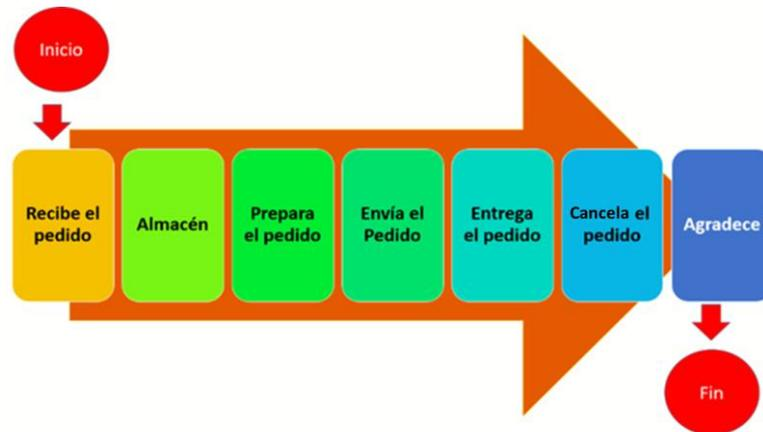 Inicio
Recibe el
pedido
Almacén
Prepara
el pedido
Envía el
Pedido
Entrega
el pedido
Cancela el
pedido
Agradece
Fin